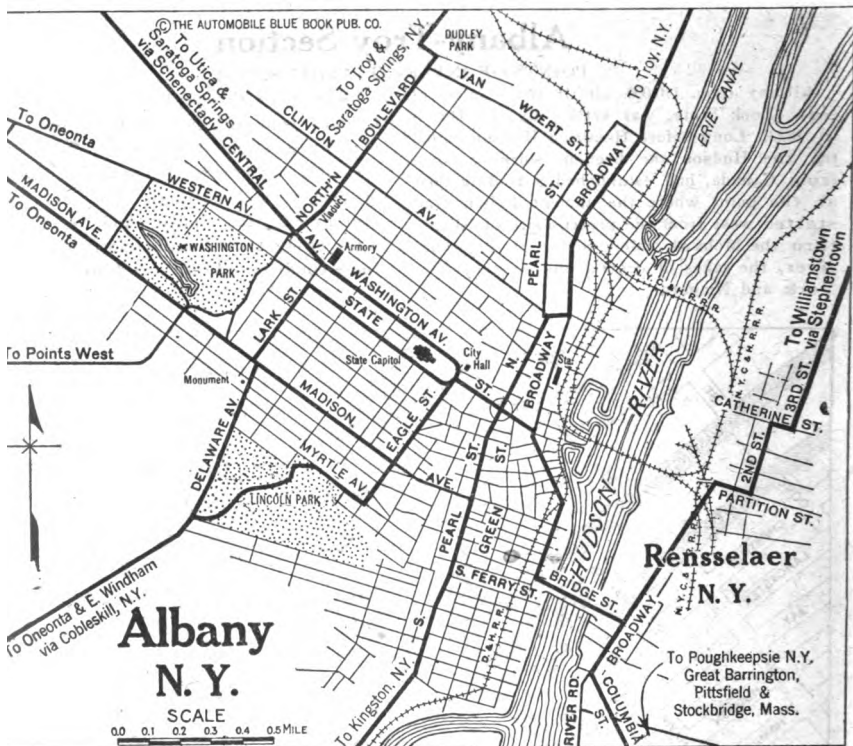 © THE AUTOMOBILE BLUE BOOK PUB. CO.
To Utica &
Saratoga Springs
via Schenectady
To Troy &
Saratoga Springs, N.Y.
DUDLEY
PARK
To Troy, N.Y.
ERIE CANAL
VAN
WOERT ST.
CLINTON
AV.
NORTH'N
BOULEVARD
To Oneonta
MADISON AVE
To Oneonta
WESTERN AV.
CENTRAL
AV.
Viaduct
Armory
WASHINGTON
PARK
PEARL
ST.
BROADWAY
N. Y. C. & H. R. R. R.
WASHINGTON AV.
STATE
ST.
LARK ST.
State Capitol
City
Hall
N.
BROADWAY
Sta.
RIVER
HUDSON
N. Y. C. & H. R. R. R.
To Williamstown
via Stephentown
3RD ST.
CATHERINE ST.
2ND ST.
PARTITION ST.
To Points West
Monument
MADISON
AVE
EAGLE ST.
DELAWARE AV.
MYRTLE AV.
LINCOLN PARK
ST.
PEARL
S.
GREEN
ST.
S. FERRY ST.
D. & H. R. R.
BRIDGE ST.
Rensselaer
N. Y.
N. Y. C. & H. R. R. R.
BROADWAY
To Oneonta & E. Windham
via Cobleskill, N.Y.
Albany
N. Y.
SCALE
0.0 0.1 0.2 0.3 0.4 0.5 MILE
To Kingston, N.Y.
RIVER RD.
COLUMBIA
ST.
To Poughkeepsie N.Y.
Great Barrington,
Pittsfield &
Stockbridge, Mass.